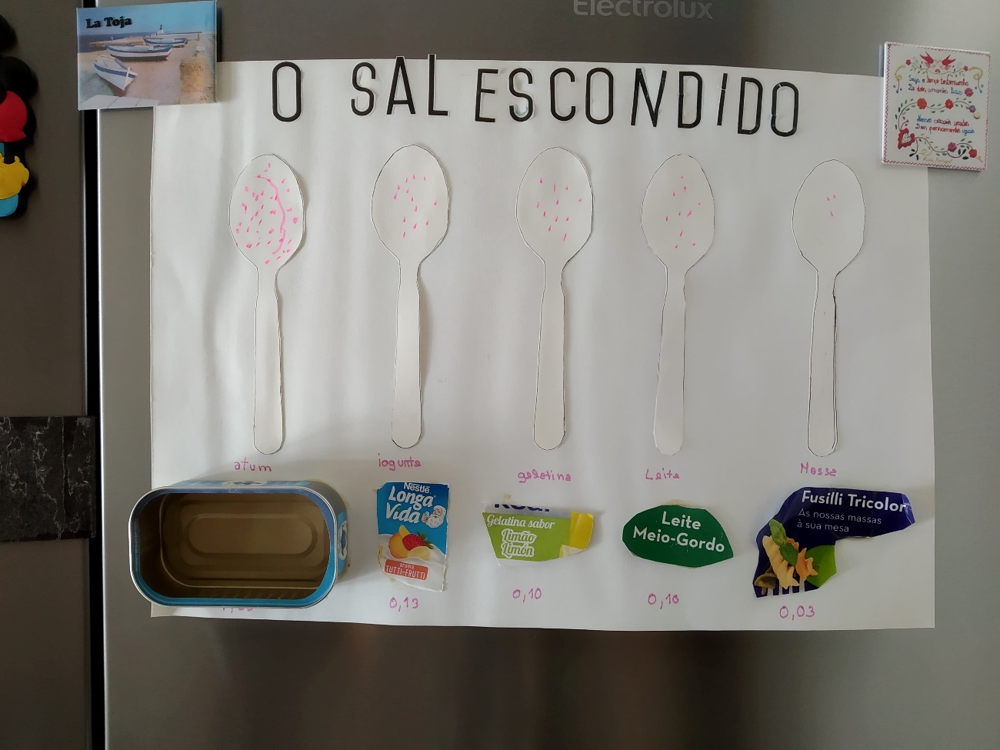 Electrolux
La Toja
O SAL ESCONDIDO
atum
iogurte
gelatina
Leite
Massa
Nestlé
Longa
Vida
aroma
TUTTI-FRUTTI
Gelatina sabor
Limão
Limón
Leite
Meio-Gordo
Fusilli Tricolor
As nossas massas
à sua mesa
0,13
0,10
0,10
0,03